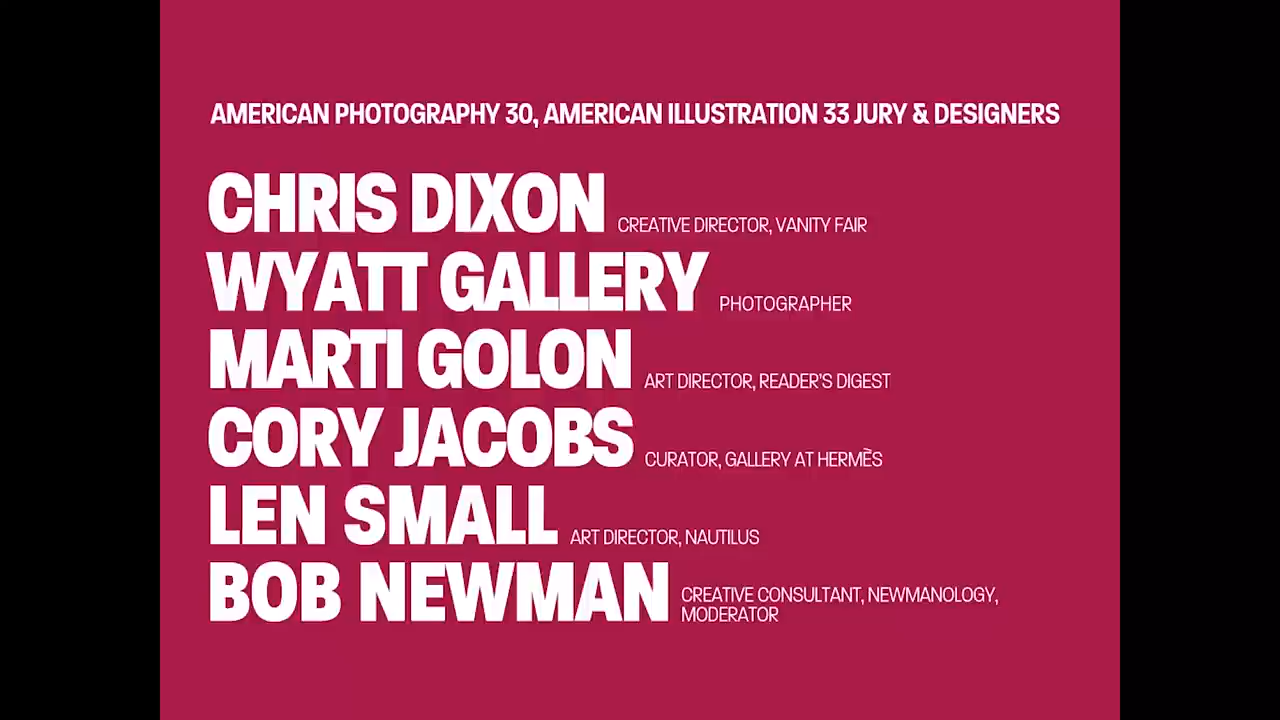 AMERICAN PHOTOGRAPHY 30, AMERICAN ILLUSTRATION 33 JURY & DESIGNERS
CHRIS DIXON CREATIVE DIRECTOR, VANITY FAIR
WYATT GALLERY PHOTOGRAPHER
MARTI GOLON ART DIRECTOR, READER'S DIGEST
CORY JACOBS CURATOR, GALLERY AT HERMÈS
LEN SMALL ART DIRECTOR, NAUTILUS
BOB NEWMAN CREATIVE CONSULTANT, NEWMANOLOGY,
MODERATOR